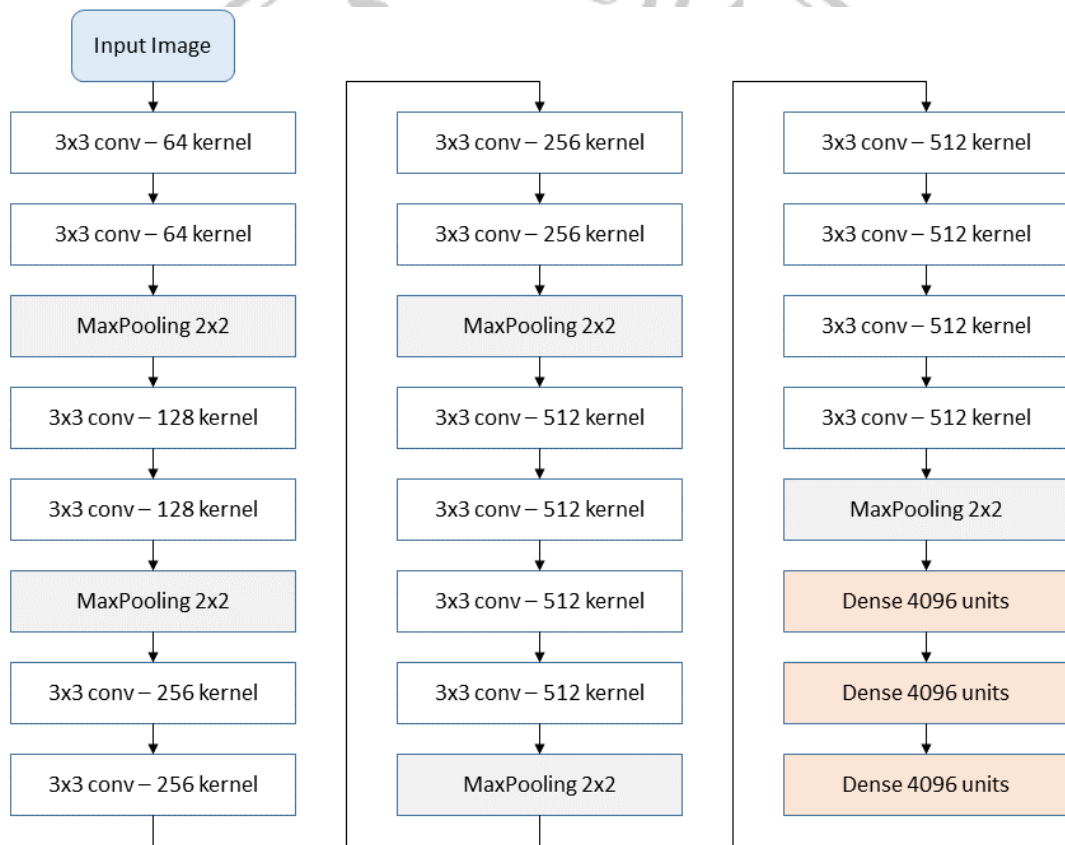 Input Image
3x3 conv – 64 kernel
3x3 conv – 64 kernel
MaxPooling 2x2
3x3 conv – 128 kernel
3x3 conv – 128 kernel
MaxPooling 2x2
3x3 conv – 256 kernel
3x3 conv – 256 kernel
3x3 conv – 256 kernel
3x3 conv – 256 kernel
MaxPooling 2x2
3x3 conv – 512 kernel
3x3 conv – 512 kernel
3x3 conv – 512 kernel
3x3 conv – 512 kernel
MaxPooling 2x2
3x3 conv – 512 kernel
3x3 conv – 512 kernel
3x3 conv – 512 kernel
3x3 conv – 512 kernel
MaxPooling 2x2
Dense 4096 units
Dense 4096 units
Dense 4096 units